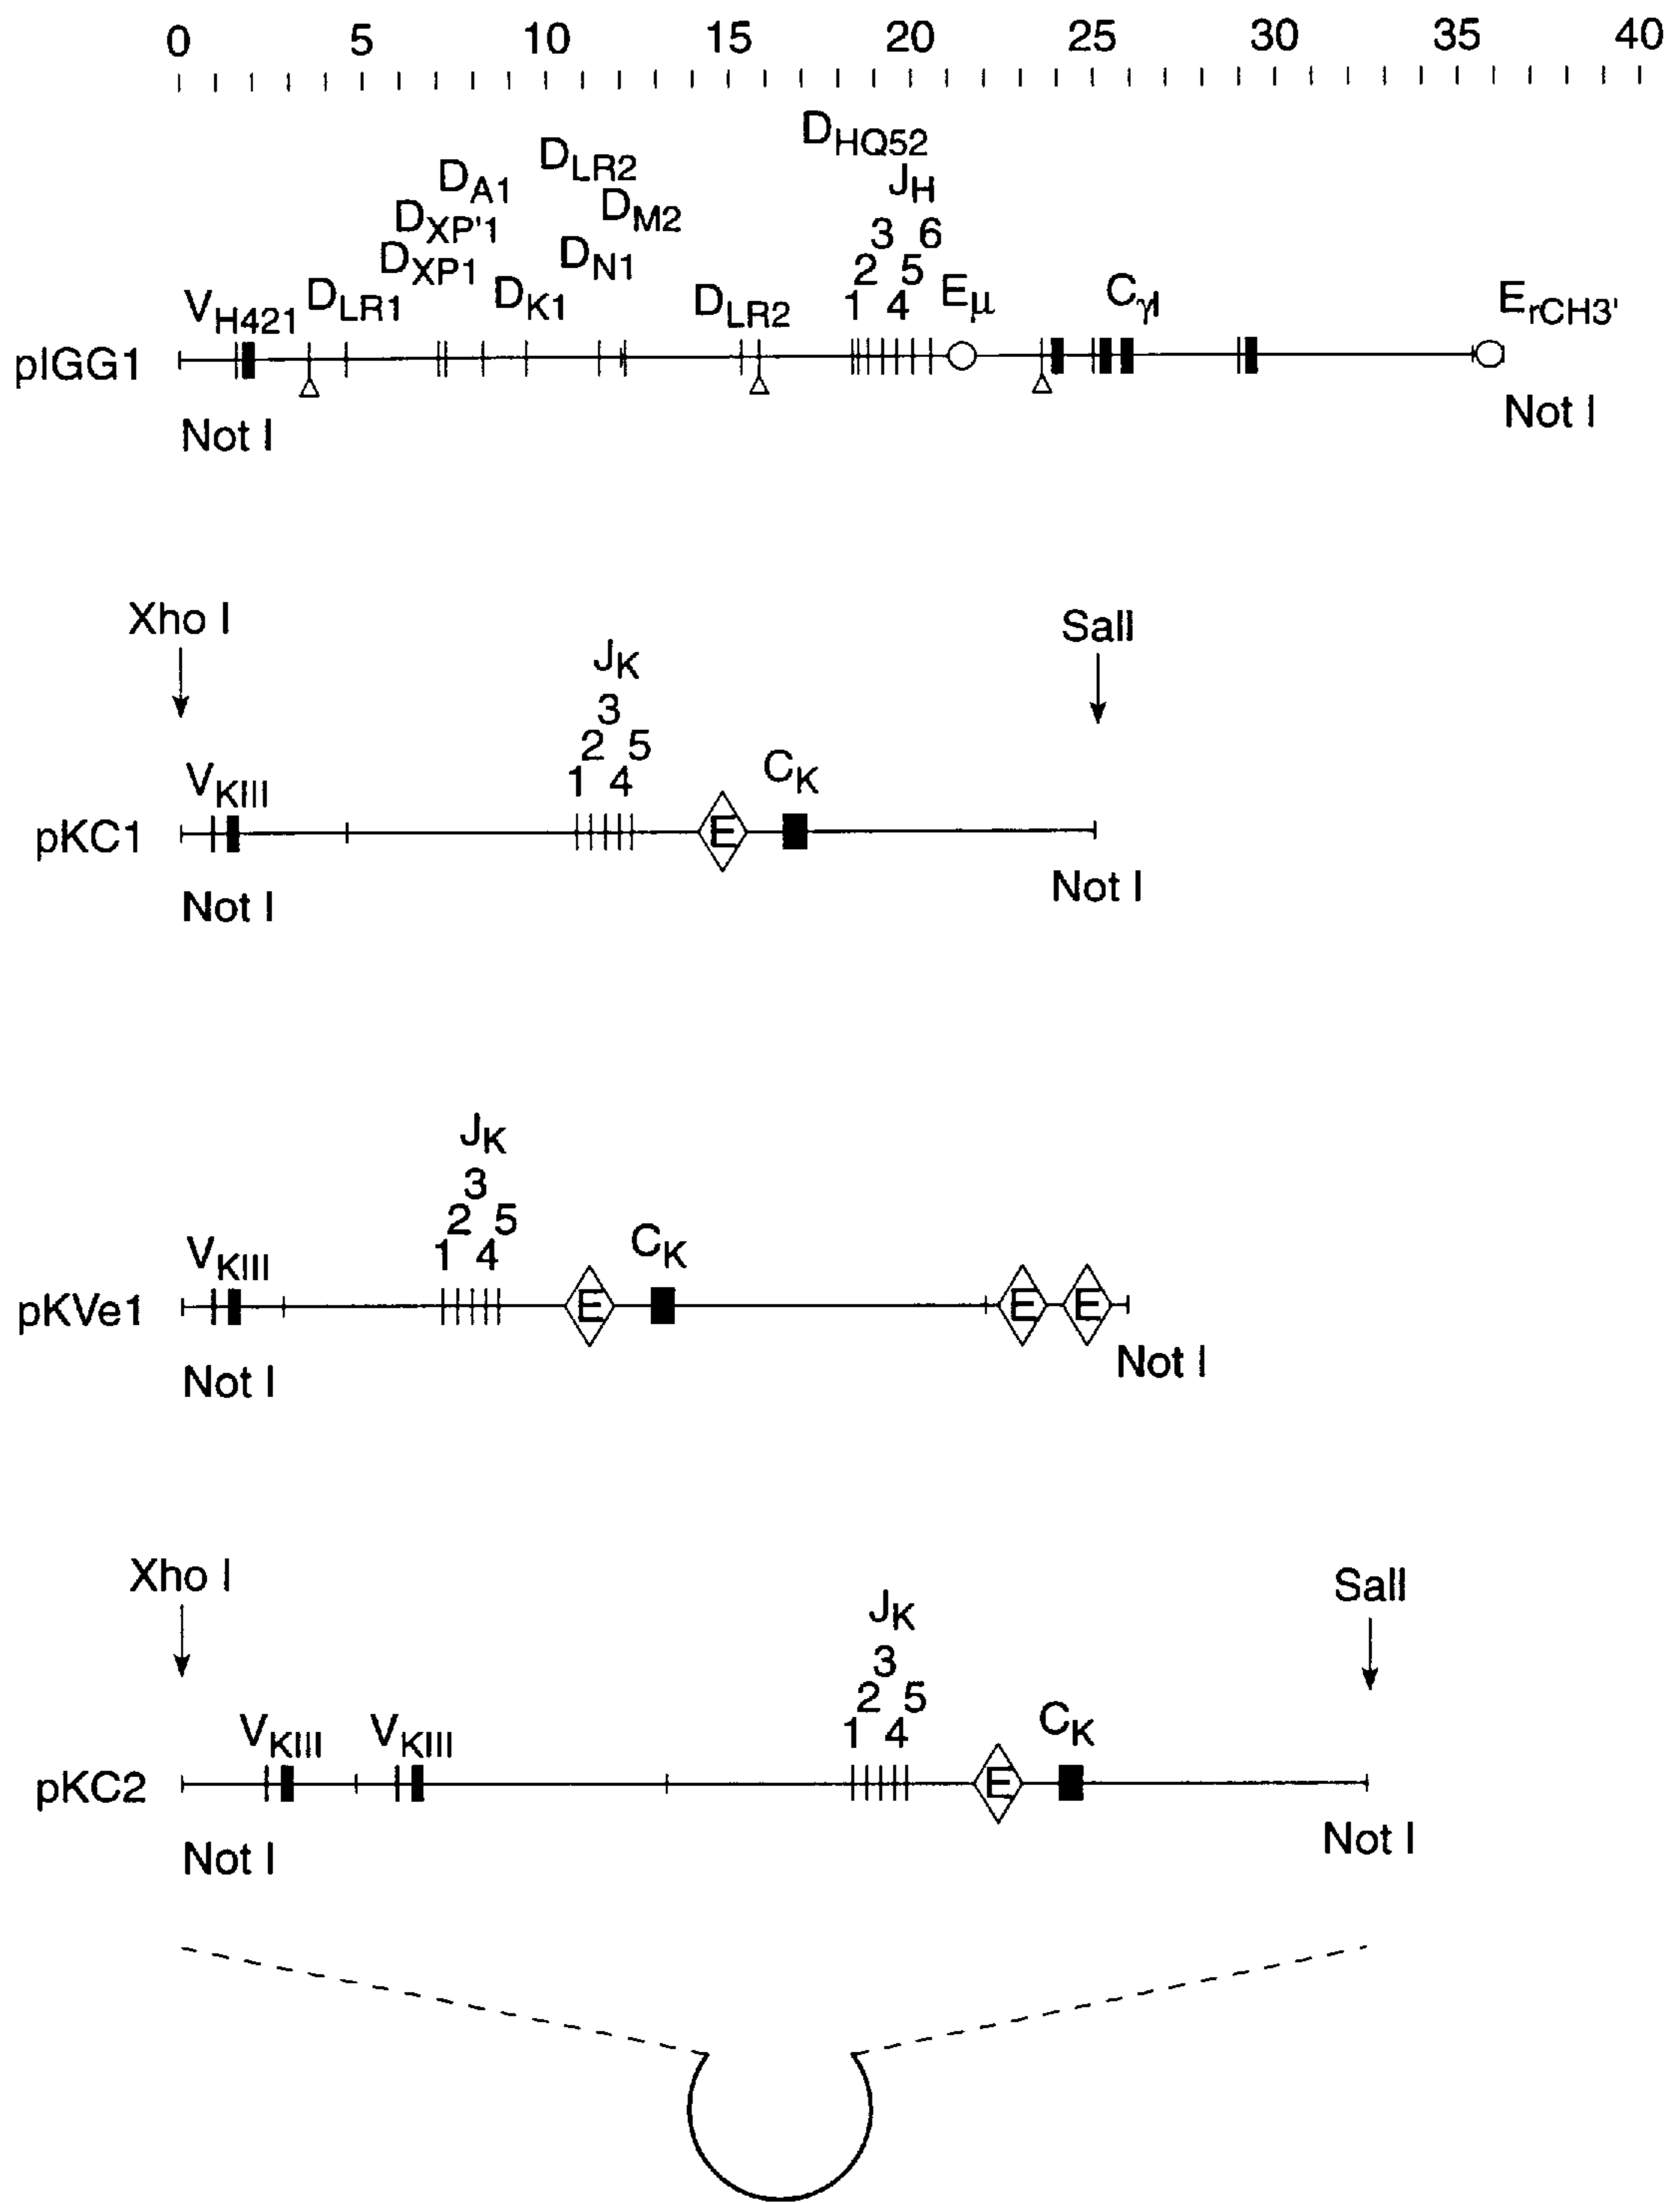 0 5 10 15 20 25 30 35 40
DHQ52
DLR2
DA1
JH
DM2
DXP'1
3 6
DN1
DXP1
2 5
DLR1
DK1
DLR2
VH421
1 4
Eμ
CγI
ErCH3'
pIGG1
Not I
Not I
Xho I
SalI
JK
3
2 5
1 4
CK
VKIII
pKC1
E
Not I
Not I
JK
3
2 5
1 4
CK
VKIII
pKVe1
E
E
E
Not I
Not I
Xho I
SalI
JK
3
2 5
1 4
CK
VKIII
VKIII
pKC2
E
Not I
Not I